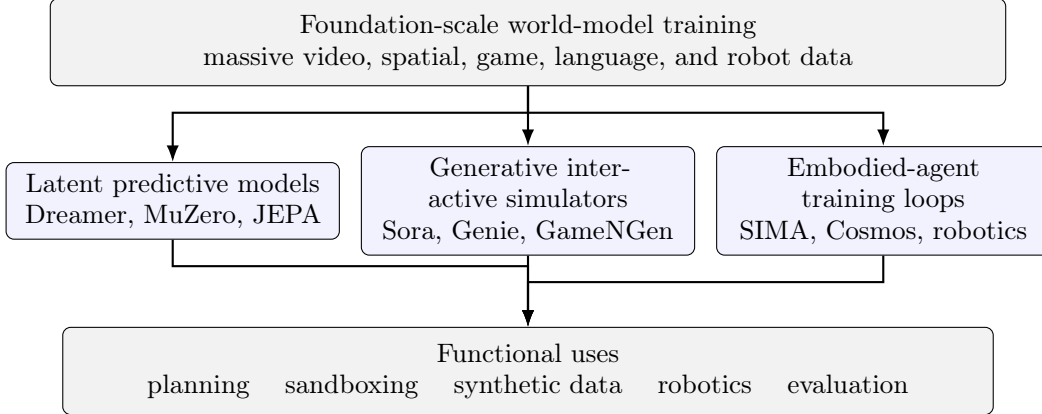 Foundation-scale world-model training
massive video, spatial, game, language, and robot data
Latent predictive models
Dreamer, MuZero, JEPA
Generative inter-
active simulators
Sora, Genie, GameNGen
Embodied-agent
training loops
SIMA, Cosmos, robotics
Functional uses
planning sandboxing synthetic data robotics evaluation